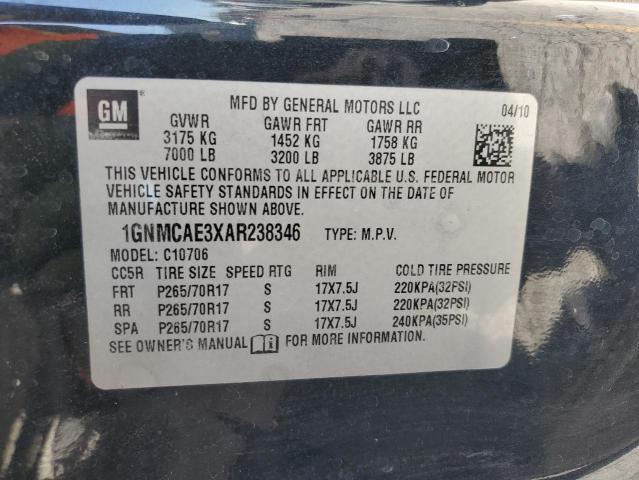 GM ®
MFD BY GENERAL MOTORS LLC 04/10
GVWR GAWR FRT GAWR RR
3175 KG 1452 KG 1758 KG
7000 LB 3200 LB 3875 LB
THIS VEHICLE CONFORMS TO ALL APPLICABLE U.S. FEDERAL MOTOR
VEHICLE SAFETY STANDARDS IN EFFECT ON THE DATE OF
MANUFACTURE SHOWN ABOVE.
1GNMCAE3XAR238346 TYPE: M.P.V.
MODEL: C10706
CC5R TIRE SIZE SPEED RTG RIM COLD TIRE PRESSURE
FRT P265/70R17 S 17X7.5J 220KPA(32PSI)
RR P265/70R17 S 17X7.5J 220KPA(32PSI)
SPA P265/70R17 S 17X7.5J 240KPA(35PSI)
SEE OWNER'S MANUAL FOR MORE INFORMATION.